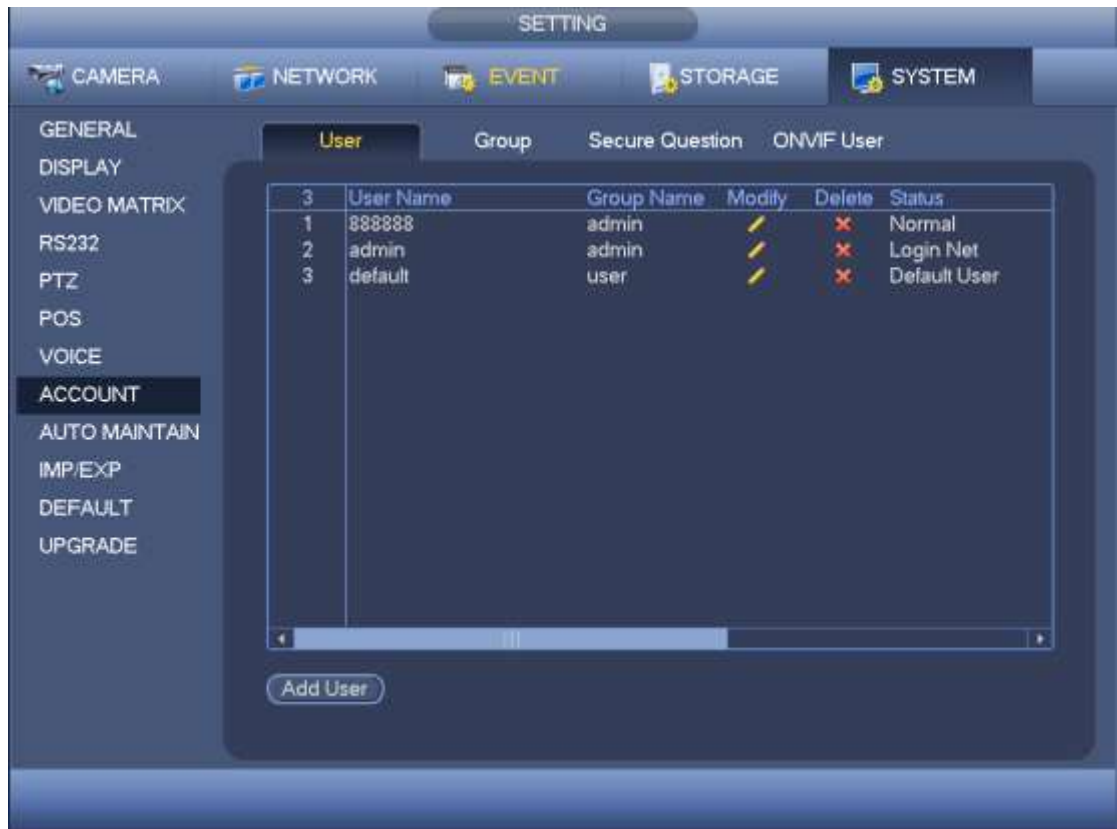 SETTING
CAMERA NETWORK EVENT STORAGE SYSTEM
GENERAL
DISPLAY
VIDEO MATRIX
RS232
PTZ
POS
VOICE
ACCOUNT
AUTO MAINTAIN
IMP/EXP
DEFAULT
UPGRADE
User Group Secure Question ONVIF User
3 User Name Group Name Modify Delete Status
1 888888 admin Normal
2 admin admin Login Net
3 default user Default User
Add User